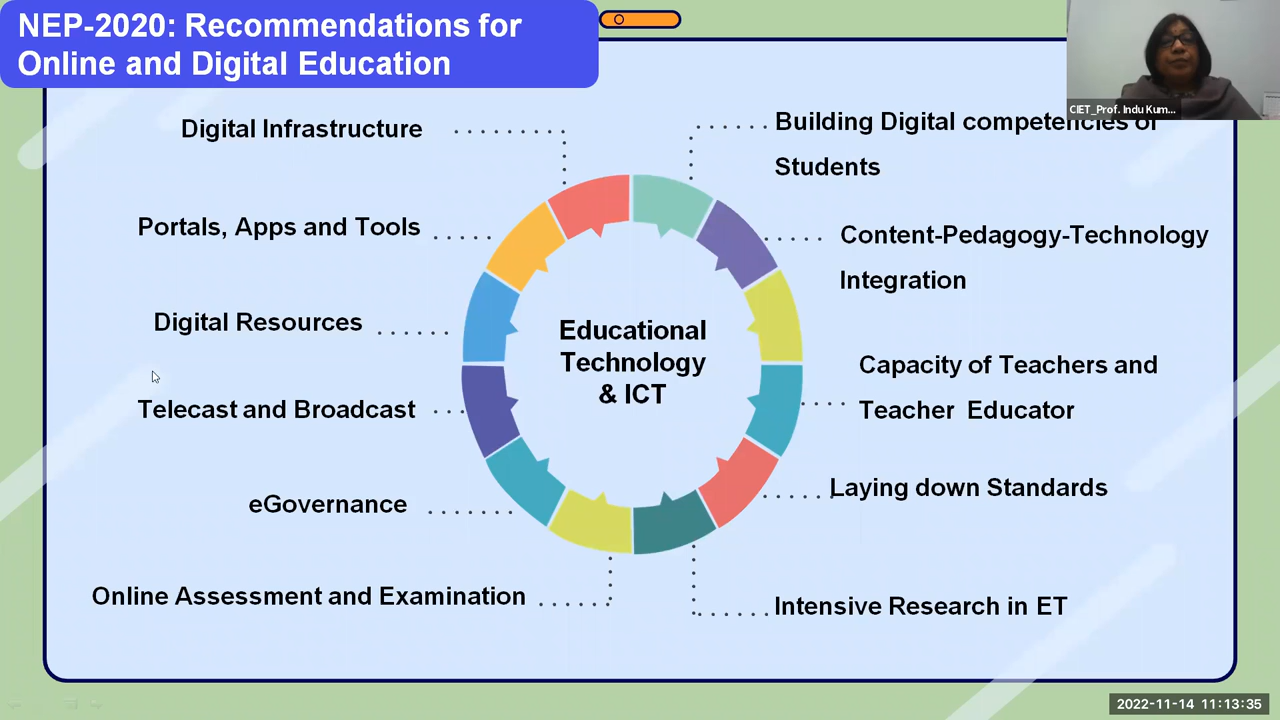 NEP-2020: Recommendations for
Online and Digital Education
CIET_Prof. Indu Kum...
Digital Infrastructure
Building Digital competencies of
Students
Portals, Apps and Tools
Content-Pedagogy-Technology
Integration
Digital Resources
Educational
Technology
& ICT
Capacity of Teachers and
Teacher Educator
Telecast and Broadcast
Laying down Standards
eGovernance
Online Assessment and Examination
Intensive Research in ET
2022-11-14 11:13:35